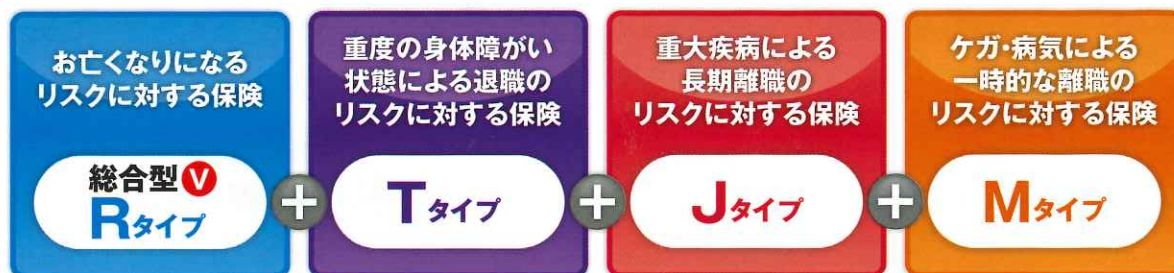 お亡くなりになる
リスクに対する保険
総合型V
Rタイプ
+
重度の身体障がい
状態による退職の
リスクに対する保険
Tタイプ
+
重大疾病による
長期離職の
リスクに対する保険
Jタイプ
+
ケガ・病気による
一時的な離職の
リスクに対する保険
Mタイプ